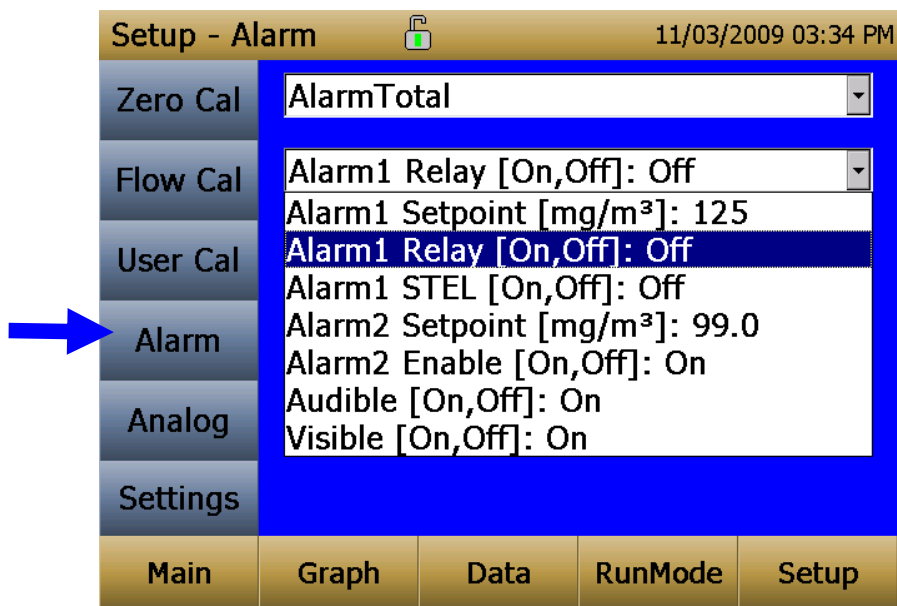 Setup - Alarm 11/03/2009 03:34 PM
Zero Cal
AlarmTotal
Flow Cal
Alarm1 Relay [On,Off]: Off
Alarm1 Setpoint [mg/m³]: 125
User Cal
Alarm1 Relay [On,Off]: Off
Alarm1 STEL [On,Off]: Off
Alarm
Alarm2 Setpoint [mg/m³]: 99.0
Alarm2 Enable [On,Off]: On
Analog
Audible [On,Off]: On
Visible [On,Off]: On
Settings
Main Graph Data RunMode Setup